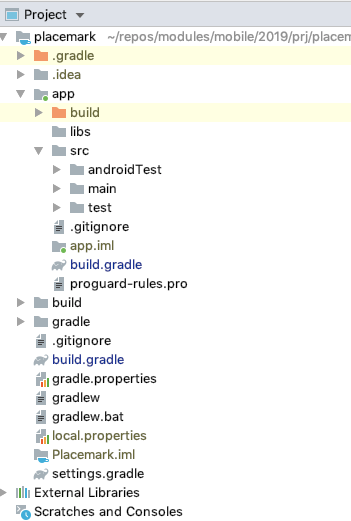 Project
placemark ~/repos/modules/mobile/2019/prj/placem
.gradle
.idea
app
build
libs
src
androidTest
main
test
.gitignore
app.iml
build.gradle
proguard-rules.pro
build
gradle
.gitignore
build.gradle
gradle.properties
gradlew
gradlew.bat
local.properties
Placemark.iml
settings.gradle
External Libraries
Scratches and Consoles